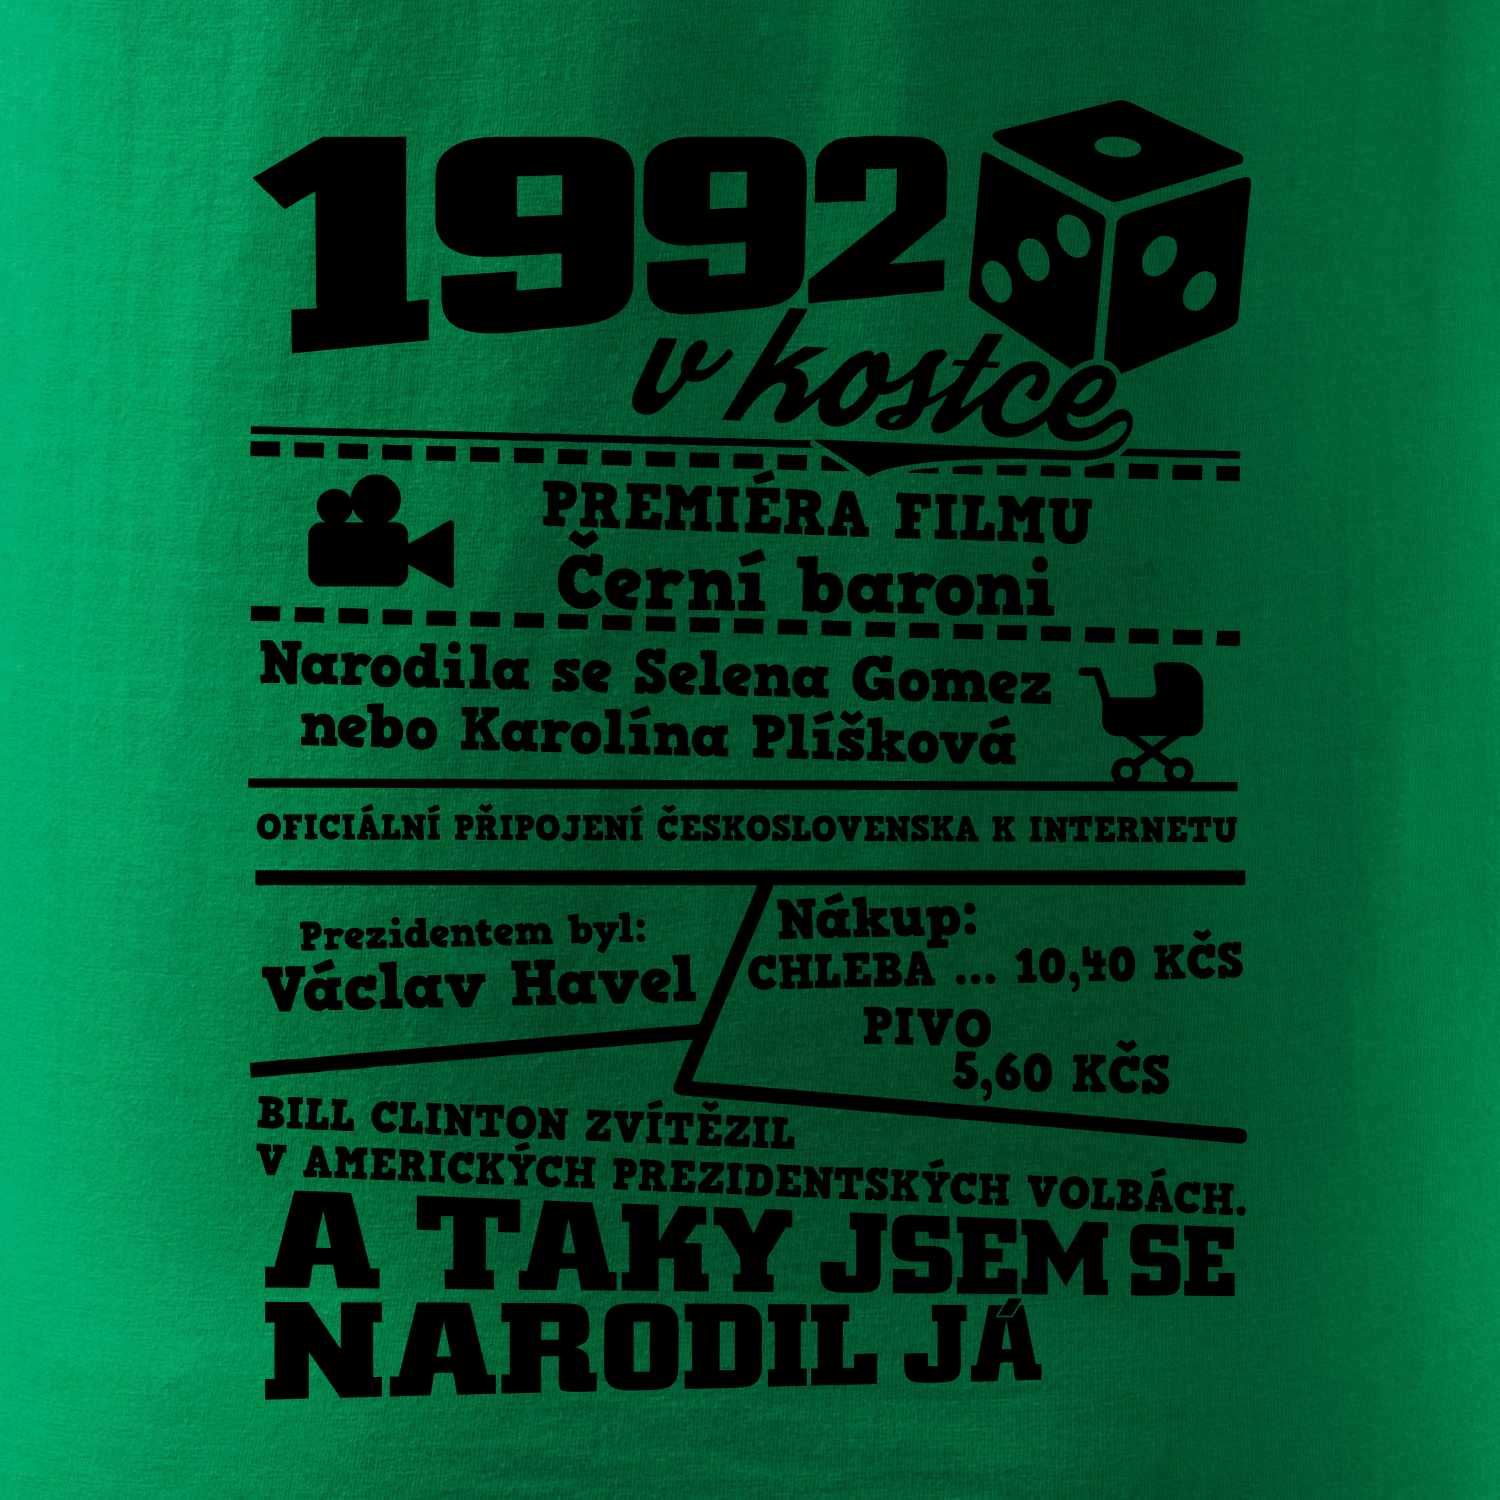 1992
v kostce
PREMIÉRA FILMU
Černí baroni
Narodila se Selena Gomez
nebo Karolína Plíšková
OFICIÁLNÍ PŘIPOJENÍ ČESKOSLOVENSKA K INTERNETU
Prezidentem byl:
Václav Havel
Nákup:
CHLEBA ... 10,40 KČS
PIVO
5,60 KČS
BILL CLINTON ZVÍTĚZIL
V AMERICKÝCH PREZIDENTSKÝCH VOLBÁCH.
A TAKY JSEM SE
NARODIL JÁ